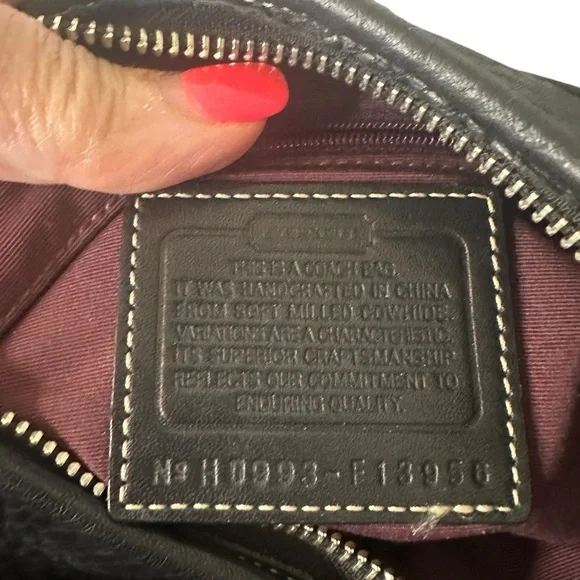 THIS IS A COACH BAG.
IT WAS HANDCRAFTED IN CHINA
FROM SOFT MILLED COWHIDE.
VARIATIONS ARE A CHARACTERISTIC.
ITS SUPERIOR CRAFTSMANSHIP
REFLECTS OUR COMMITMENT TO
ENDURING QUALITY.
Nº H0993-F13956